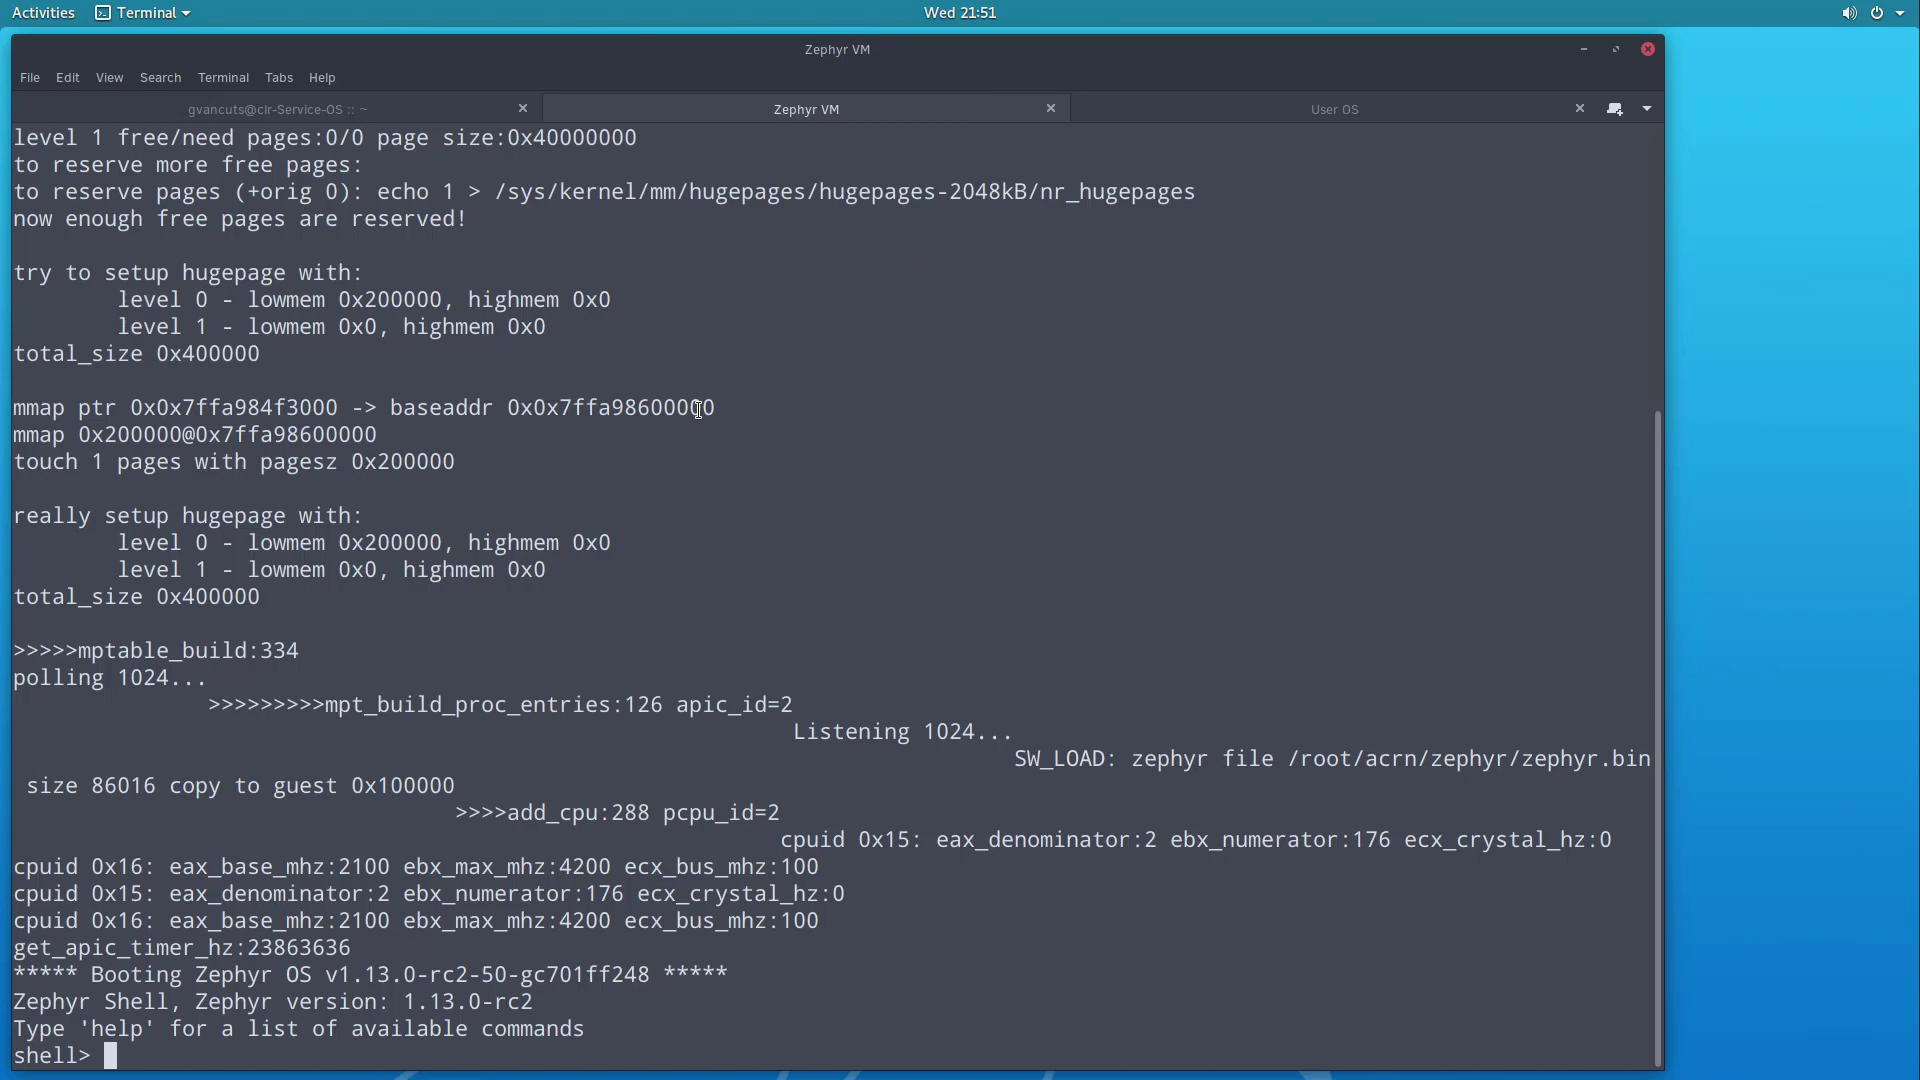 Activities Terminal Wed 21:51
Zephyr VM
File Edit View Search Terminal Tabs Help
gvancuts@clr-Service-OS :: ~ Zephyr VM User OS
level 1 free/need pages:0/0 page size:0x40000000
to reserve more free pages:
to reserve pages (+orig 0): echo 1 > /sys/kernel/mm/hugepages/hugepages-2048kB/nr_hugepages
now enough free pages are reserved!
try to setup hugepage with:
level 0 - lowmem 0x200000, highmem 0x0
level 1 - lowmem 0x0, highmem 0x0
total_size 0x400000
mmap ptr 0x0x7ffa984f3000 -> baseaddr 0x0x7ffa98600000
mmap 0x200000@0x7ffa98600000
touch 1 pages with pagesz 0x200000
really setup hugepage with:
level 0 - lowmem 0x200000, highmem 0x0
level 1 - lowmem 0x0, highmem 0x0
total_size 0x400000
>>>>>mptable_build:334
polling 1024...
>>>>>>>>>mpt_build_proc_entries:126 apic_id=2
Listening 1024...
SW_LOAD: zephyr file /root/acrn/zephyr/zephyr.bin
size 86016 copy to guest 0x100000
>>>>add_cpu:288 pcpu_id=2
cpuid 0x15: eax_denominator:2 ebx_numerator:176 ecx_crystal_hz:0
cpuid 0x16: eax_base_mhz:2100 ebx_max_mhz:4200 ecx_bus_mhz:100
cpuid 0x15: eax_denominator:2 ebx_numerator:176 ecx_crystal_hz:0
cpuid 0x16: eax_base_mhz:2100 ebx_max_mhz:4200 ecx_bus_mhz:100
get_apic_timer_hz:23863636
***** Booting Zephyr OS v1.13.0-rc2-50-gc701ff248 *****
Zephyr Shell, Zephyr version: 1.13.0-rc2
Type 'help' for a list of available commands
shell>